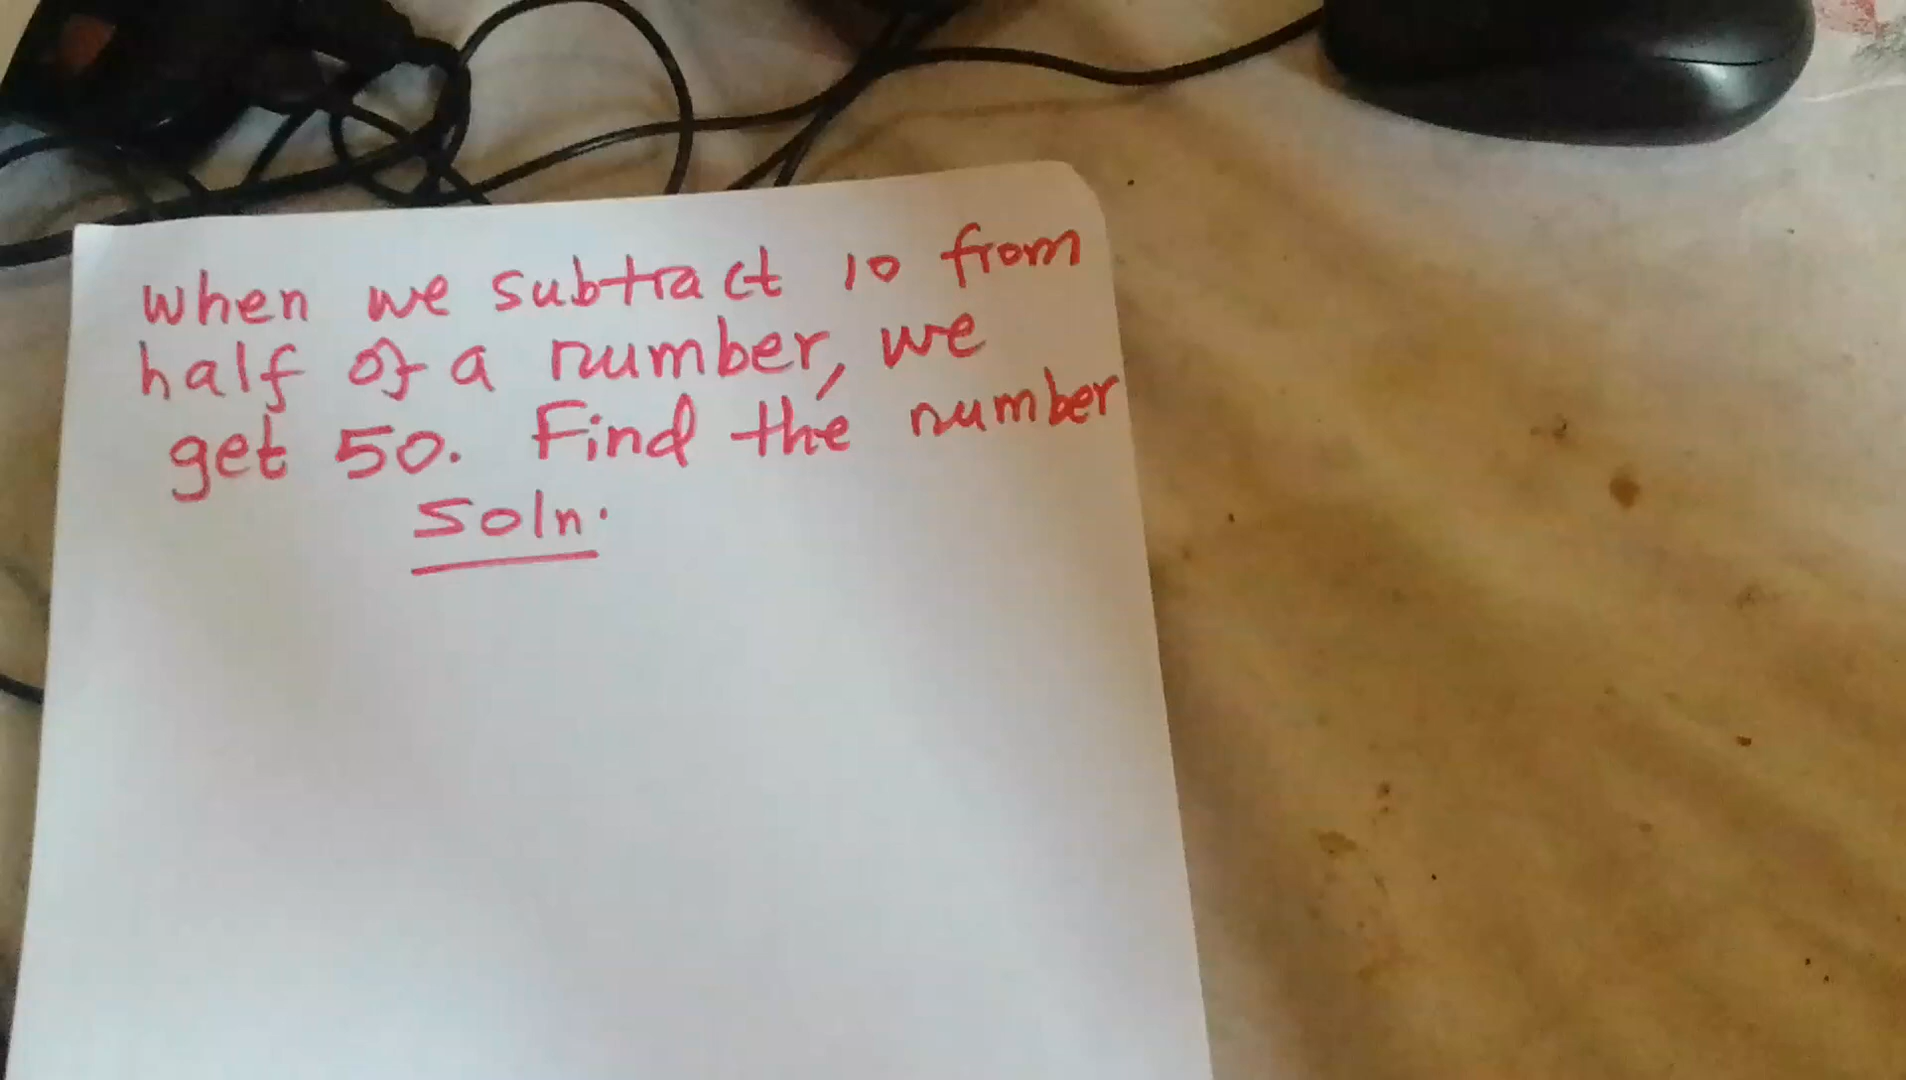 When we subtract 10 from
half of a number, we
get 50. Find the number
Soln.